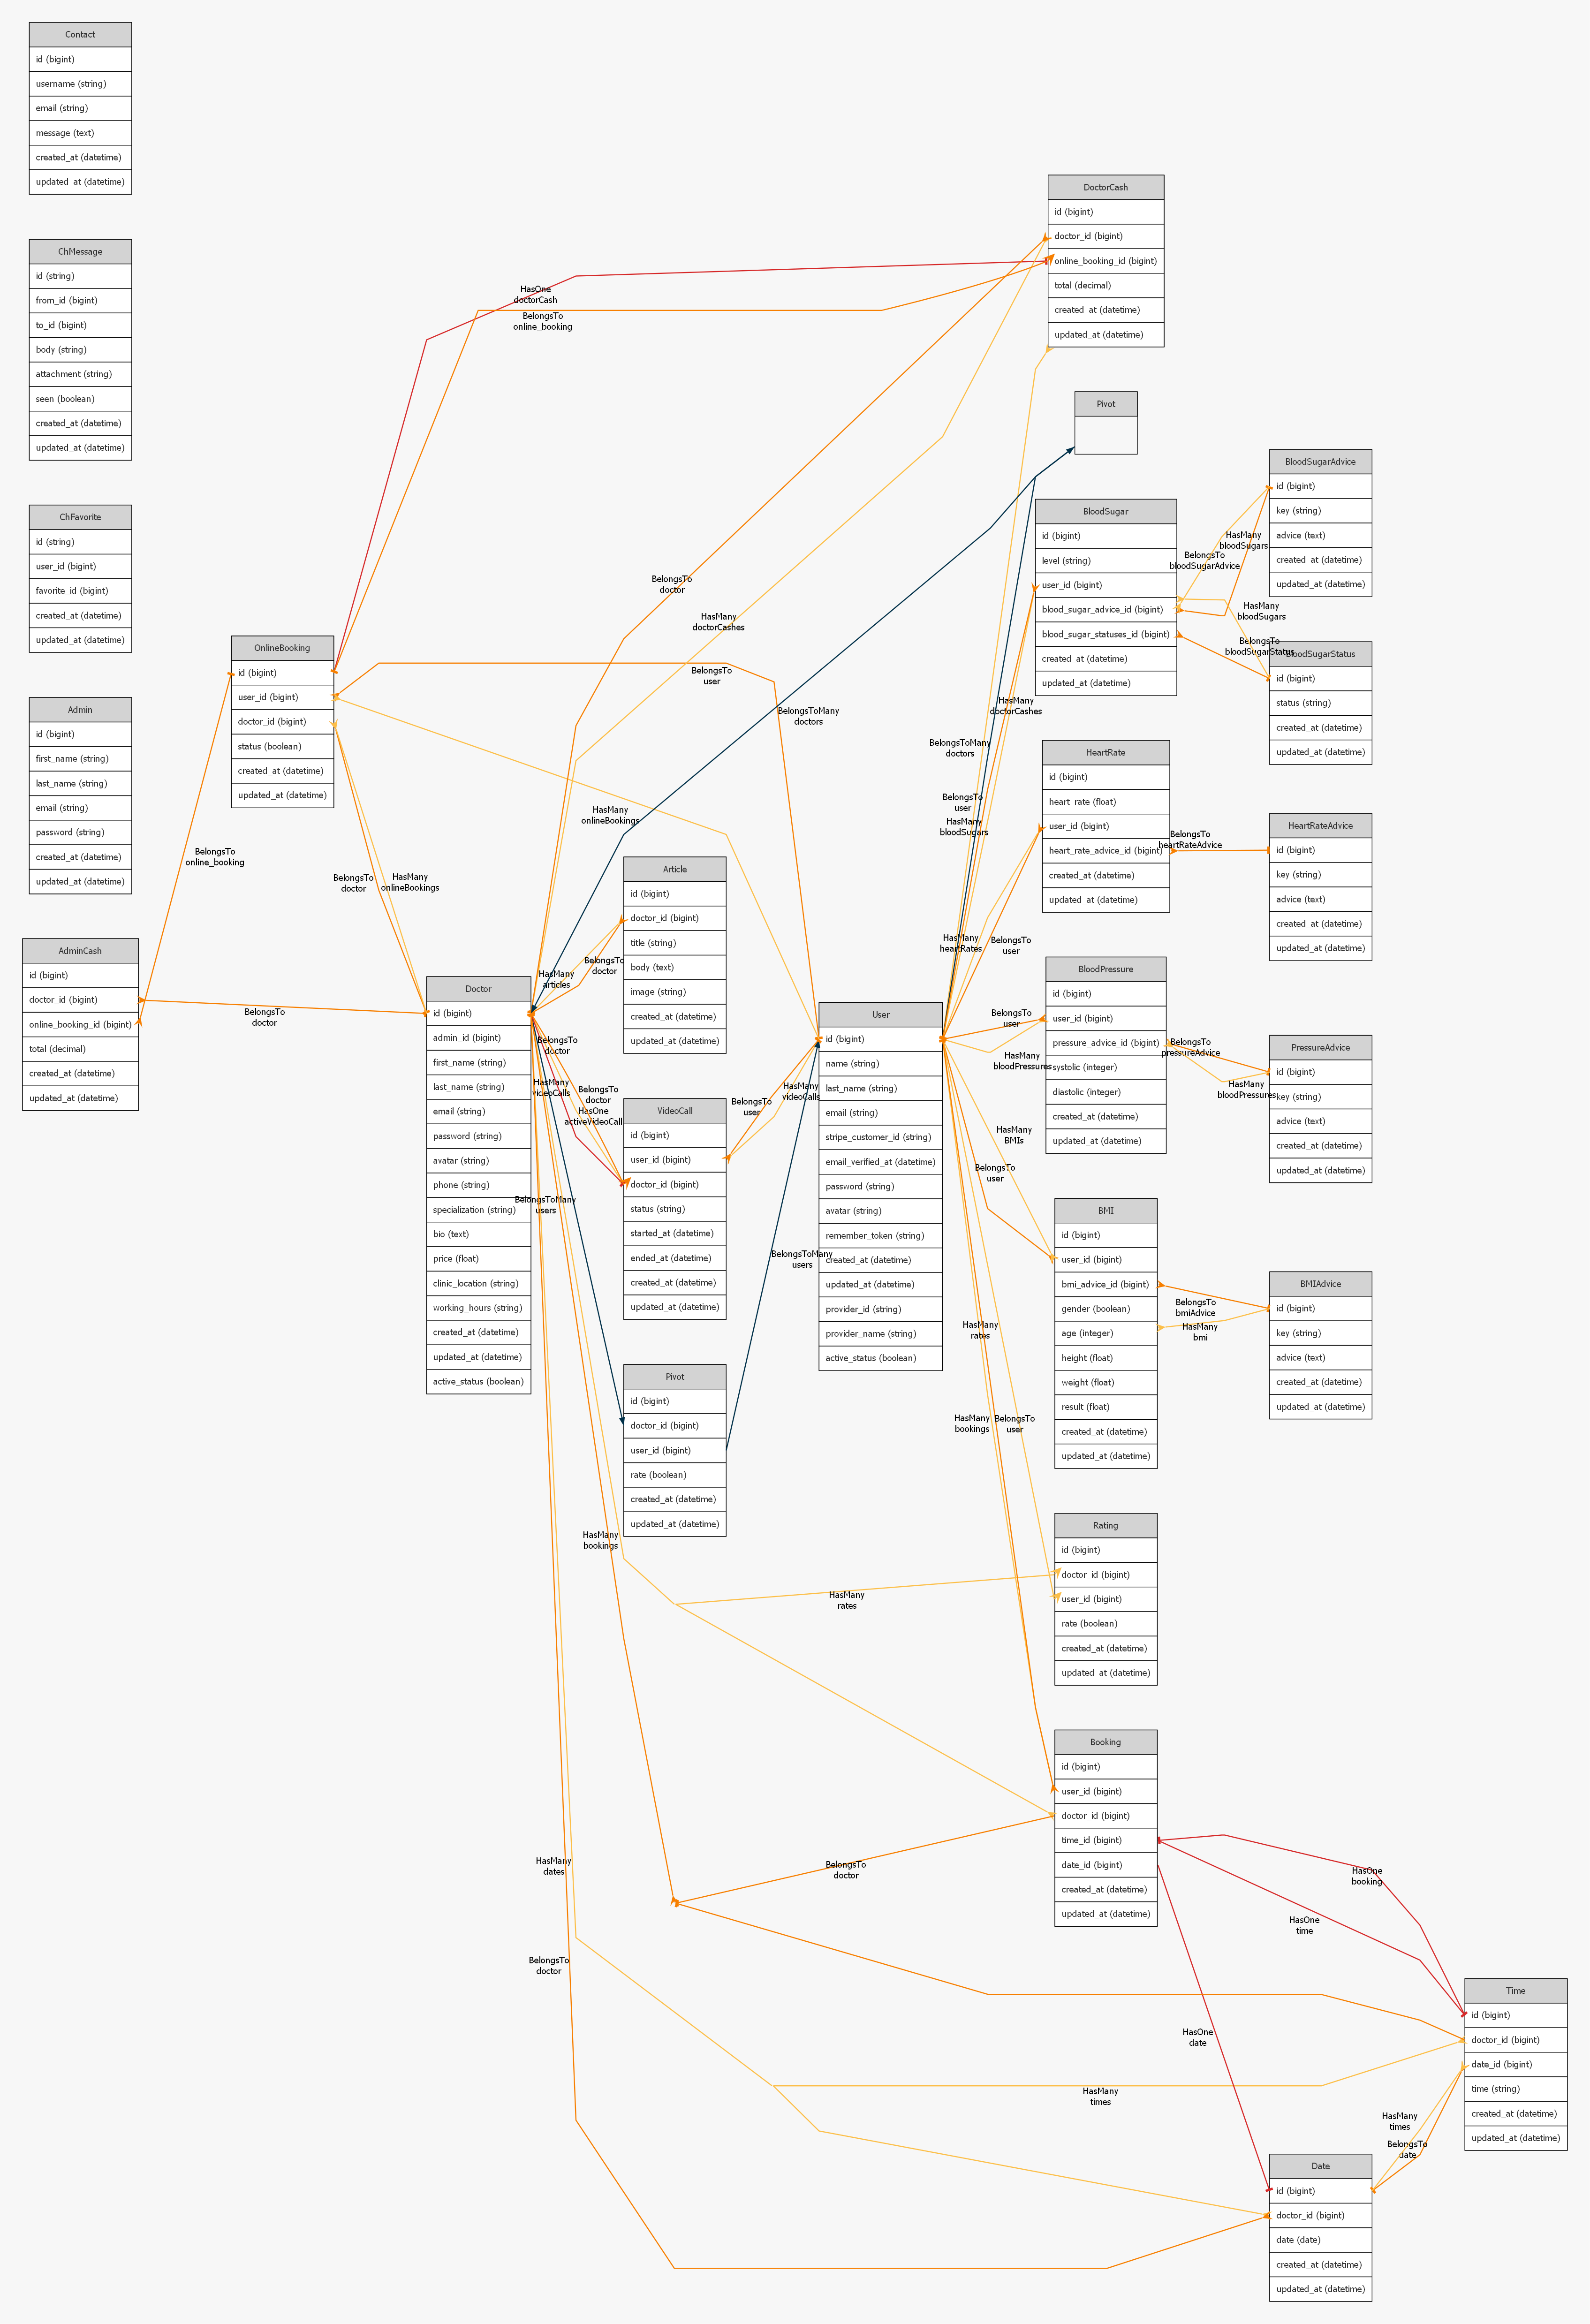 Contact
id (bigint)
username (string)
email (string)
message (text)
created_at (datetime)
updated_at (datetime)
ChMessage
id (string)
from_id (bigint)
to_id (bigint)
body (string)
attachment (string)
seen (boolean)
created_at (datetime)
updated_at (datetime)
ChFavorite
id (string)
user_id (bigint)
favorite_id (bigint)
created_at (datetime)
updated_at (datetime)
Admin
id (bigint)
first_name (string)
last_name (string)
email (string)
password (string)
created_at (datetime)
updated_at (datetime)
AdminCash
id (bigint)
doctor_id (bigint)
online_booking_id (bigint)
total (decimal)
created_at (datetime)
updated_at (datetime)
BelongsTo
online_booking
BelongsTo
doctor
OnlineBooking
id (bigint)
user_id (bigint)
doctor_id (bigint)
status (boolean)
created_at (datetime)
updated_at (datetime)
BelongsTo
doctor
HasMany
onlineBookings
Doctor
id (bigint)
admin_id (bigint)
first_name (string)
last_name (string)
email (string)
password (string)
avatar (string)
phone (string)
specialization (string)
bio (text)
price (float)
clinic_location (string)
working_hours (string)
created_at (datetime)
updated_at (datetime)
active_status (boolean)
HasOne
doctorCash
BelongsTo
online_booking
BelongsTo
doctor
HasMany
doctorCashes
BelongsTo
user
BelongsToMany
doctors
HasMany
onlineBookings
HasMany
articles
BelongsTo
doctor
BelongsTo
doctor
HasMany
videoCalls
BelongsTo
doctor
HasOne
activeVideoCall
BelongsToMany
users
HasMany
bookings
HasMany
dates
BelongsTo
doctor
Article
id (bigint)
doctor_id (bigint)
title (string)
body (text)
image (string)
created_at (datetime)
updated_at (datetime)
VideoCall
id (bigint)
user_id (bigint)
doctor_id (bigint)
status (string)
started_at (datetime)
ended_at (datetime)
created_at (datetime)
updated_at (datetime)
Pivot
id (bigint)
doctor_id (bigint)
user_id (bigint)
rate (boolean)
created_at (datetime)
updated_at (datetime)
BelongsTo
user
HasMany
videoCalls
BelongsToMany
users
HasMany
rates
BelongsTo
doctor
User
id (bigint)
name (string)
last_name (string)
email (string)
stripe_customer_id (string)
email_verified_at (datetime)
password (string)
avatar (string)
remember_token (string)
created_at (datetime)
updated_at (datetime)
provider_id (string)
provider_name (string)
active_status (boolean)
HasMany
doctorCashes
BelongsToMany
doctors
BelongsTo
user
HasMany
bloodSugars
HasMany
heartRates
BelongsTo
user
BelongsTo
user
HasMany
bloodPressures
HasMany
BMIs
BelongsTo
user
HasMany
rates
HasMany
bookings
BelongsTo
user
DoctorCash
id (bigint)
doctor_id (bigint)
online_booking_id (bigint)
total (decimal)
created_at (datetime)
updated_at (datetime)
Pivot
BloodSugar
id (bigint)
level (string)
user_id (bigint)
blood_sugar_advice_id (bigint)
blood_sugar_statuses_id (bigint)
created_at (datetime)
updated_at (datetime)
HeartRate
id (bigint)
heart_rate (float)
user_id (bigint)
heart_rate_advice_id (bigint)
created_at (datetime)
updated_at (datetime)
BloodPressure
id (bigint)
user_id (bigint)
pressure_advice_id (bigint)
systolic (integer)
diastolic (integer)
created_at (datetime)
updated_at (datetime)
BMI
id (bigint)
user_id (bigint)
bmi_advice_id (bigint)
gender (boolean)
age (integer)
height (float)
weight (float)
result (float)
created_at (datetime)
updated_at (datetime)
Rating
id (bigint)
doctor_id (bigint)
user_id (bigint)
rate (boolean)
created_at (datetime)
updated_at (datetime)
Booking
id (bigint)
user_id (bigint)
doctor_id (bigint)
time_id (bigint)
date_id (bigint)
created_at (datetime)
updated_at (datetime)
HasMany
bloodSugars
BelongsTo
bloodSugarAdvice
HasMany
bloodSugars
BelongsTo
bloodSugarStatus
BelongsTo
heartRateAdvice
BelongsTo
pressureAdvice
HasMany
bloodPressures
BelongsTo
bmiAdvice
HasMany
bmi
HasOne
booking
HasOne
time
HasOne
date
HasMany
times
BloodSugarAdvice
id (bigint)
key (string)
advice (text)
created_at (datetime)
updated_at (datetime)
BloodSugarStatus
id (bigint)
status (string)
created_at (datetime)
updated_at (datetime)
HeartRateAdvice
id (bigint)
key (string)
advice (text)
created_at (datetime)
updated_at (datetime)
PressureAdvice
id (bigint)
key (string)
advice (text)
created_at (datetime)
updated_at (datetime)
BMIAdvice
id (bigint)
key (string)
advice (text)
created_at (datetime)
updated_at (datetime)
Time
id (bigint)
doctor_id (bigint)
date_id (bigint)
time (string)
created_at (datetime)
updated_at (datetime)
HasMany
times
BelongsTo
date
Date
id (bigint)
doctor_id (bigint)
date (date)
created_at (datetime)
updated_at (datetime)